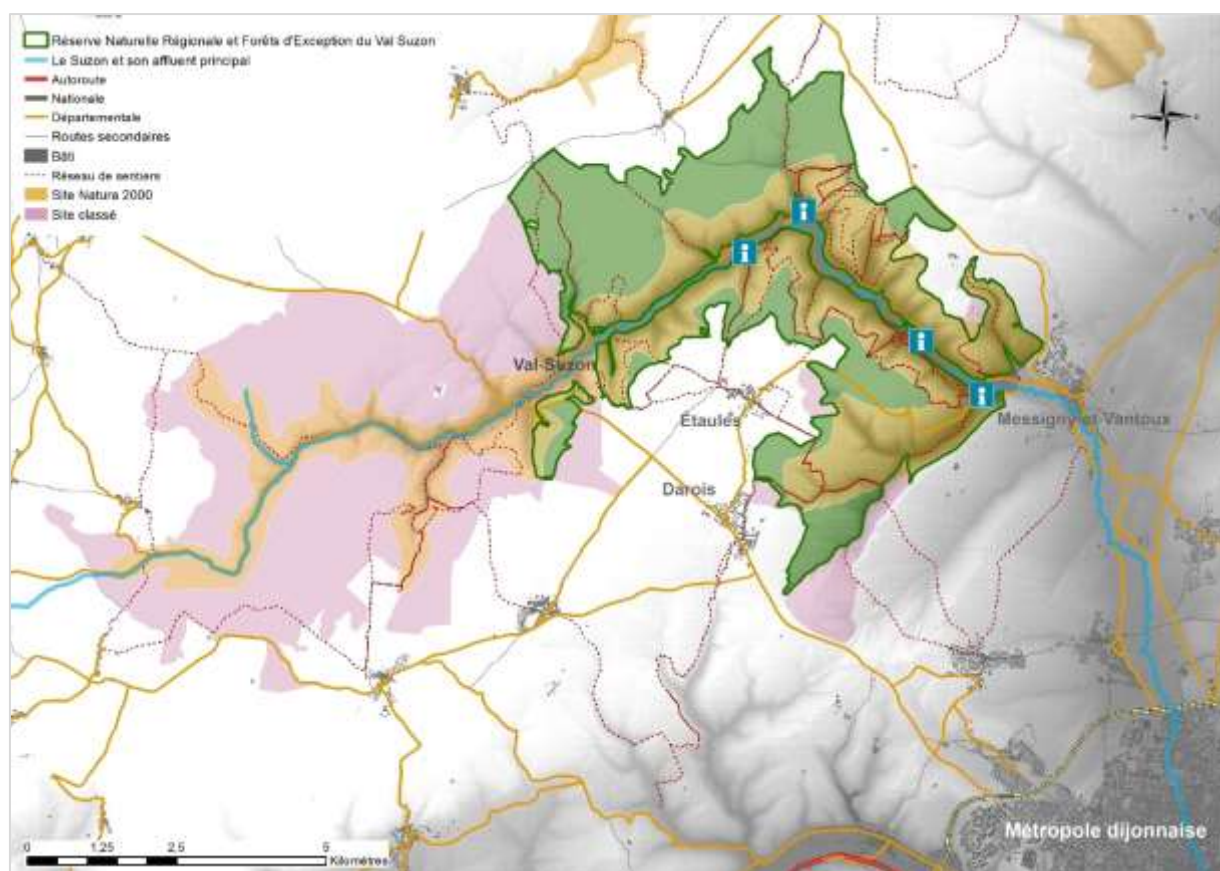 Réserve Naturelle Régionale et Forêts d'Exception du Val Suzon
Le Suzon et son affluent principal
Autoroute
Nationale
Départementale
Routes secondaires
Bâti
Réseau de sentiers
Site Natura 2000
Site classé
Val-Suzon
Étaules
Messigny-et-Vantoux
Darois
Métropole dijonnaise
0 1,25 2,5 5
Kilomètres